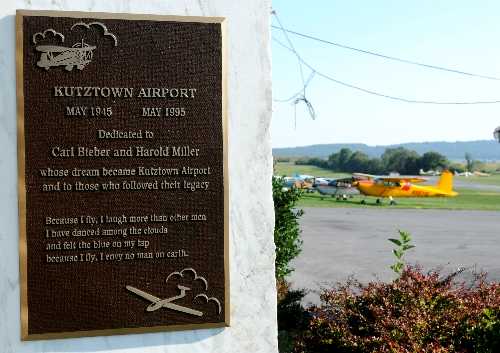 KUTZTOWN AIRPORT
MAY 1945 MAY 1995
Dedicated to
Carl Bieber and Harold Miller
whose dream became Kutztown Airport
and to those who followed their legacy
Because I fly, I laugh more than other men
I have danced among the clouds
and felt the blue on my lap
because I fly, I envy no man on earth.